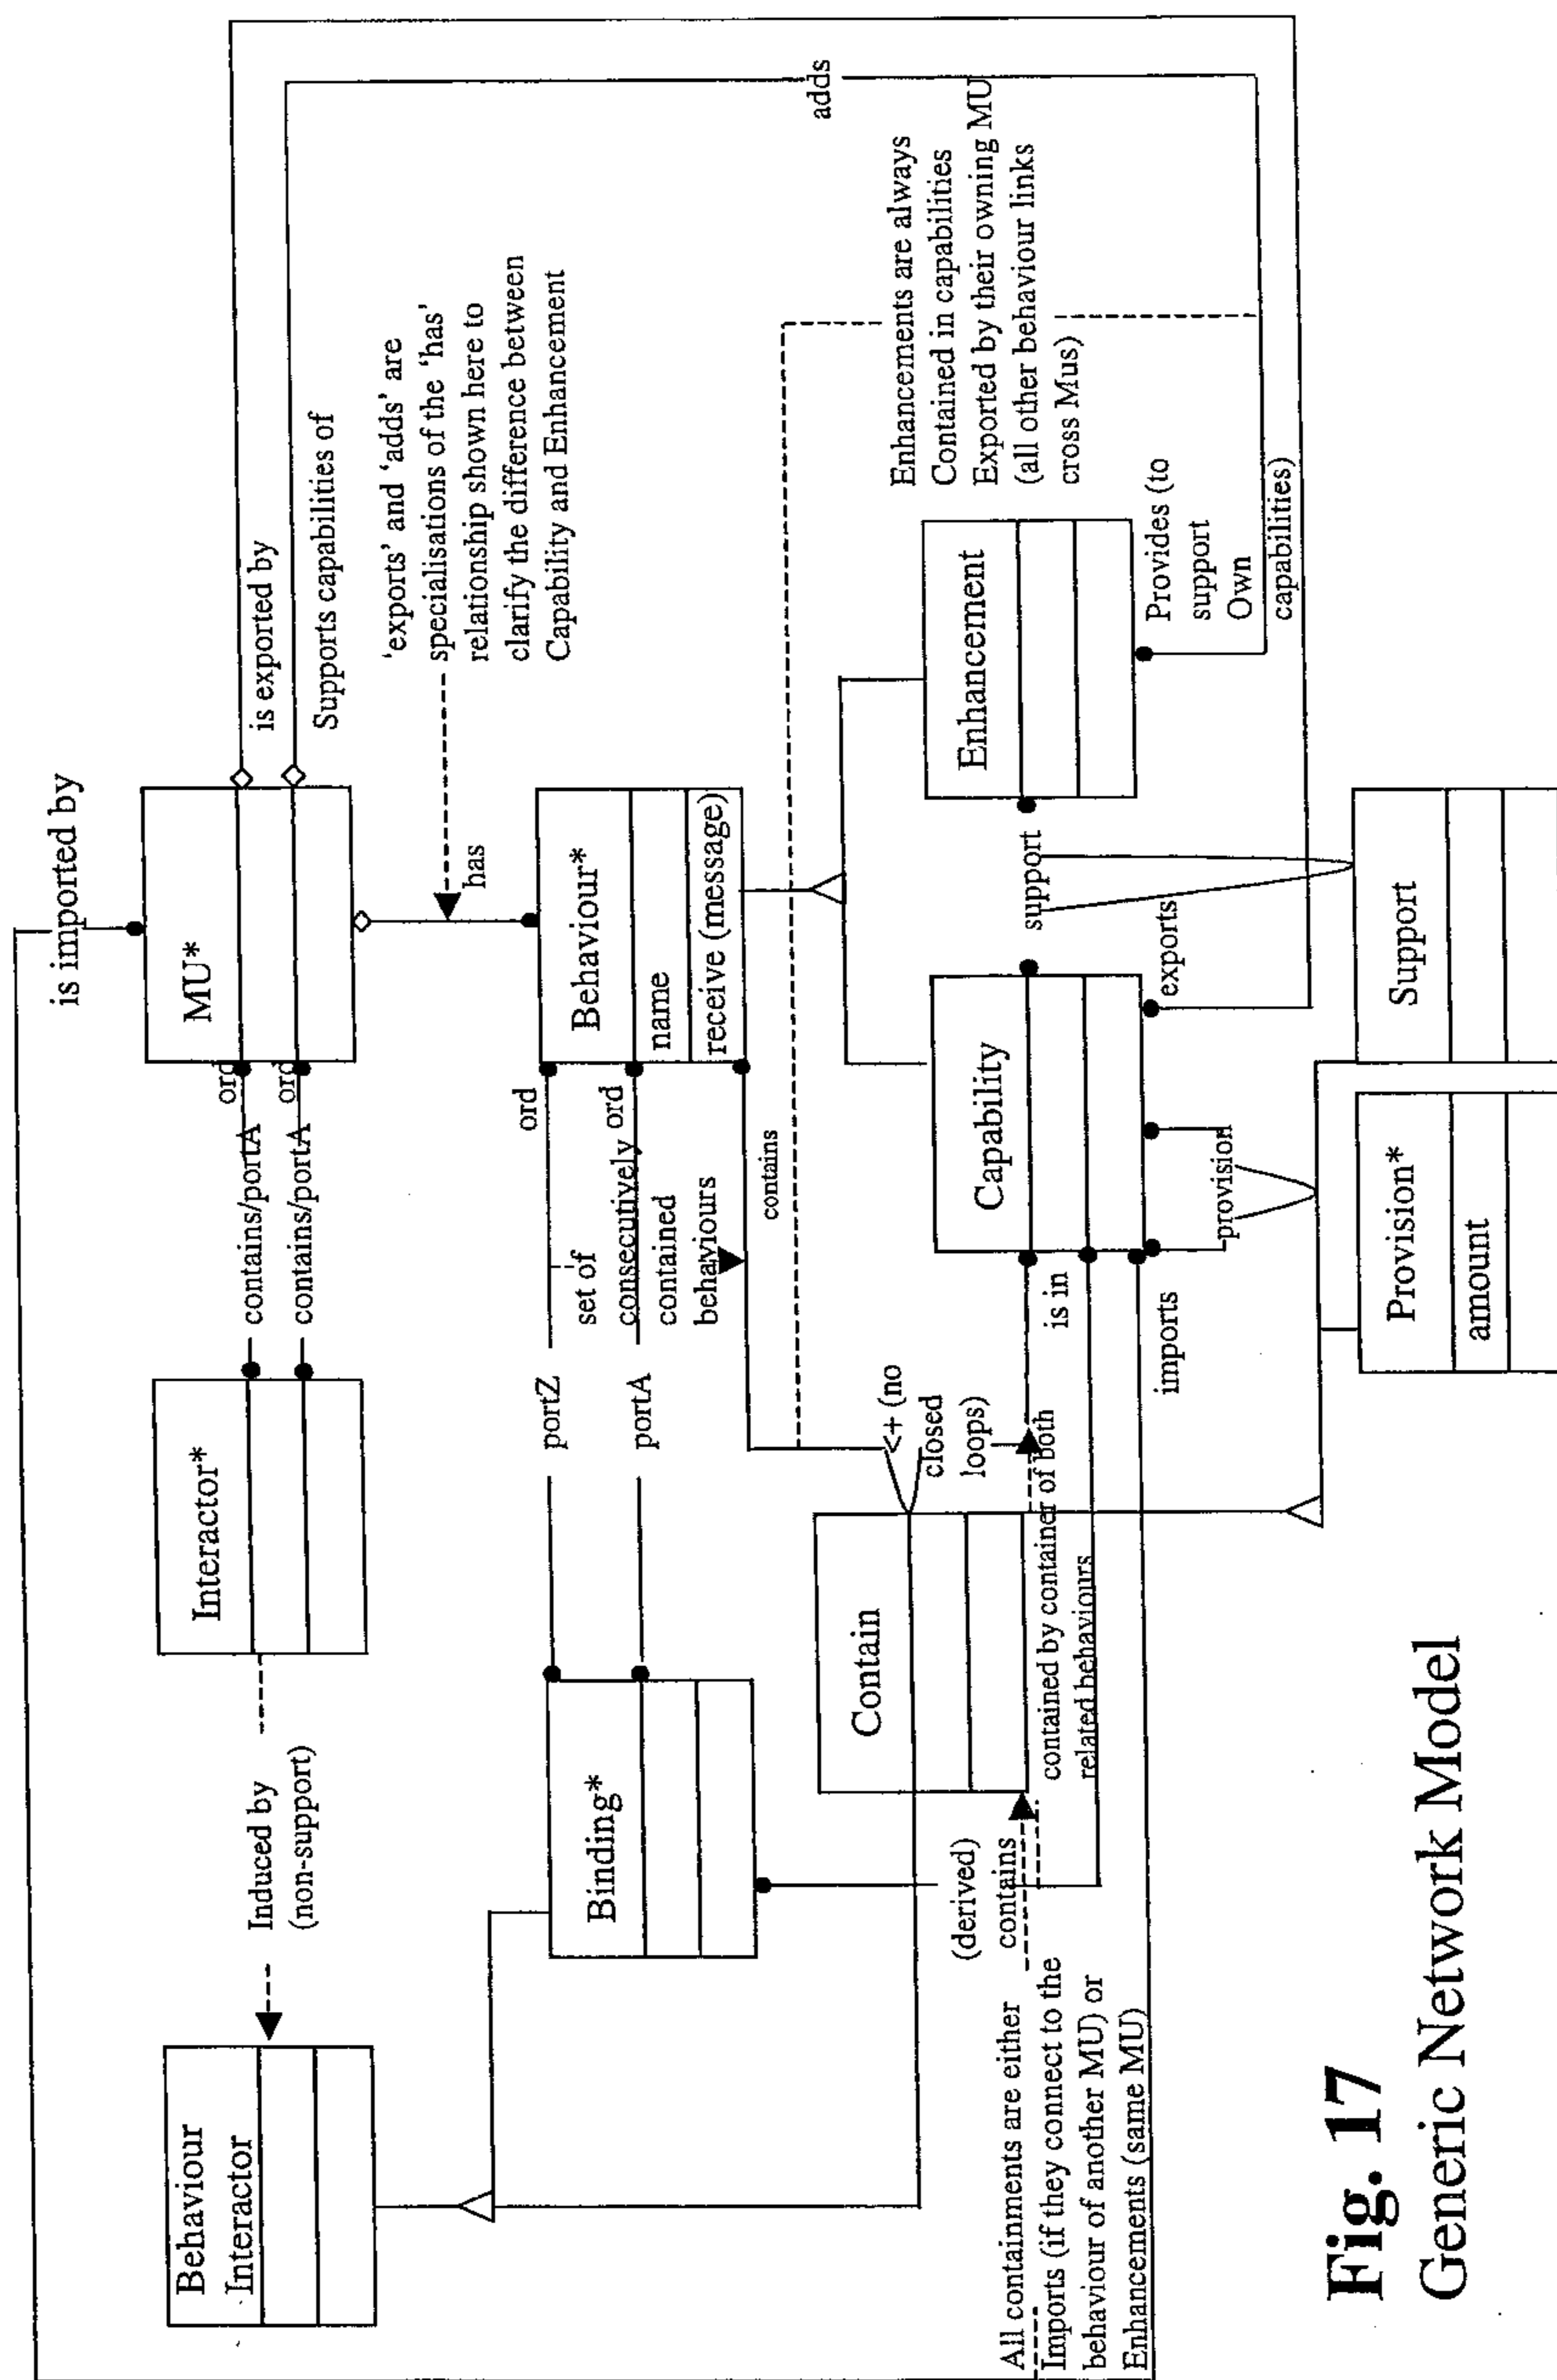 is imported by
MU*
is exported by
Supports capabilities of
adds
ord
ord
contains/portA
contains/portA
Interactor*
Induced by
(non-support)
Behaviour
Interactor
'exports' and 'adds' are
specialisations of the 'has'
relationship shown here to
clarify the difference between
Capability and Enhancement
has
Behaviour*
name
receive (message)
ord
ord
set of
consecutively
contained
behaviours
portZ
portA
Binding*
contains
Enhancements are always
Contained in capabilities
Exported by their owning MU
(all other behaviour links
cross Mus)
Enhancement
Provides (to
support
Own
capabilities)
support
exports
Capability
provision
is in
imports
<+ (no
closed
loops)
Contain
contained by container of both
related behaviours
(derived)
contains
All containments are either
Imports (if they connect to the
behaviour of another MU) or
Enhancements (same MU)
Support
Provision*
amount
Fig. 17
Generic Network Model